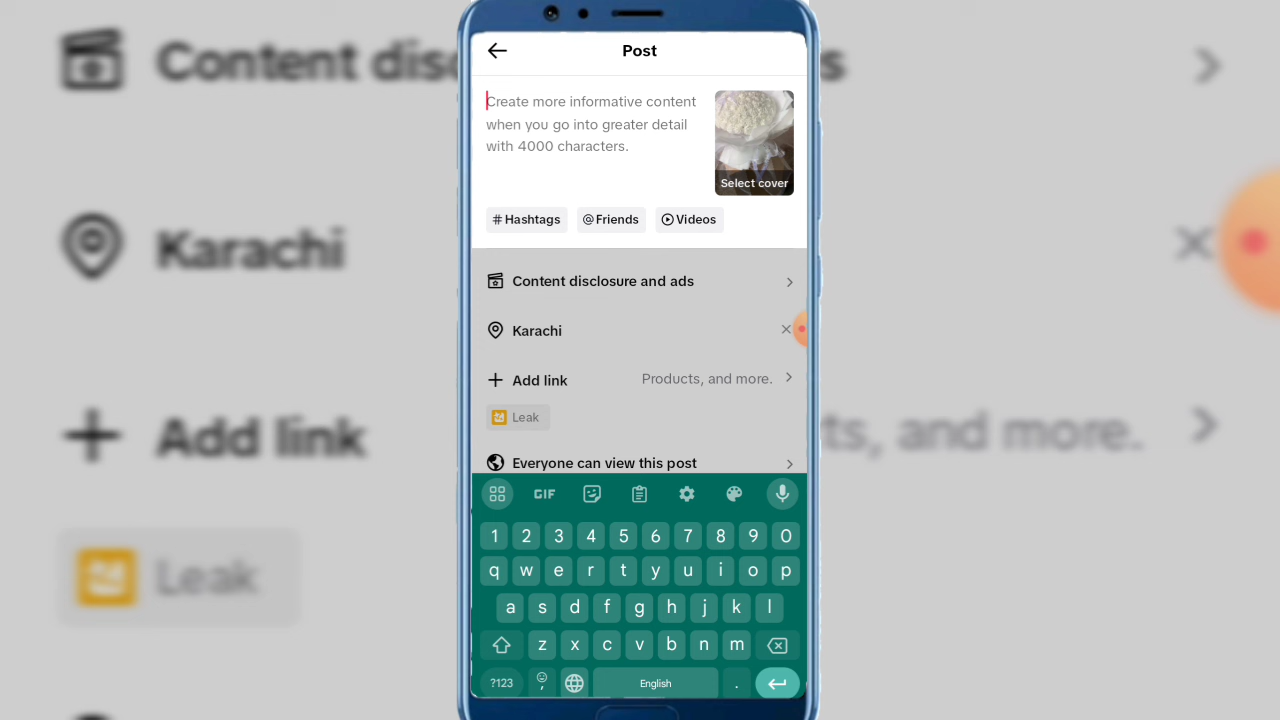 Post
Create more informative content
when you go into greater detail
with 4000 characters.
Select cover
# Hashtags
@ Friends
Videos
Content disclosure and ads
Karachi
Add link
Products, and more.
Leak
Everyone can view this post
GIF
1 2 3 4 5 6 7 8 9 0
q w e r t y u i o p
a s d f g h j k l
z x c v b n m
?123
,
English
.
Content disc
s
Karachi
Add link
ts, and more.
Leak